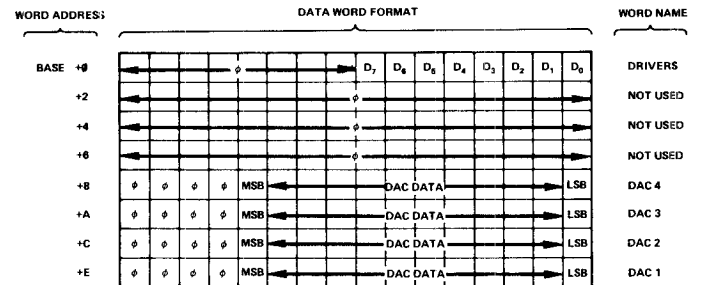 WORD ADDRESS DATA WORD FORMAT WORD NAME
BASE +0 ϕ D7 D6 D5 D4 D3 D2 D1 D0 DRIVERS
+2 ϕ NOT USED
+4 ϕ NOT USED
+6 ϕ NOT USED
+8 ϕ ϕ ϕ ϕ MSB DAC DATA LSB DAC 4
+A ϕ ϕ ϕ ϕ MSB DAC DATA LSB DAC 3
+C ϕ ϕ ϕ ϕ MSB DAC DATA LSB DAC 2
+E ϕ ϕ ϕ ϕ MSB DAC DATA LSB DAC 1